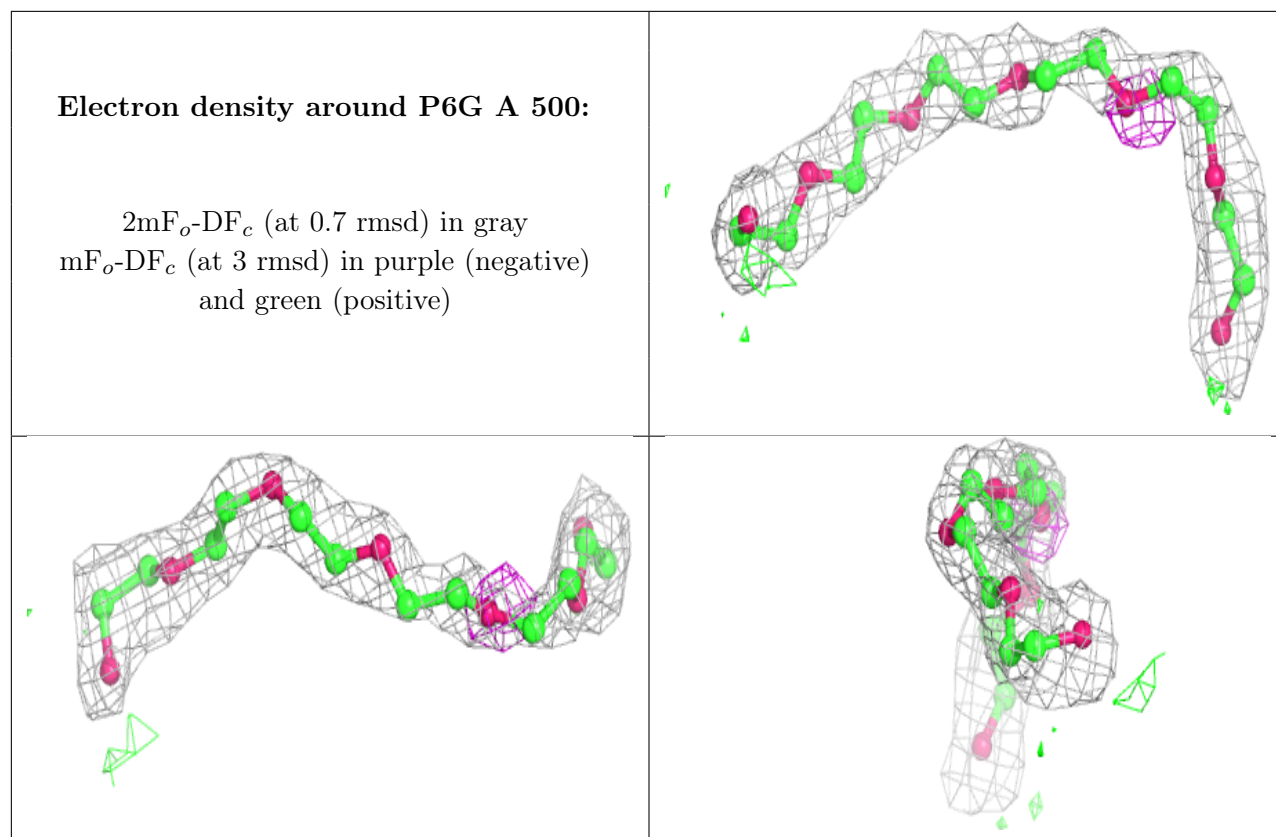 Electron density around P6G A 500:
2mFo-DFc (at 0.7 rmsd) in gray
mFo-DFc (at 3 rmsd) in purple (negative)
and green (positive)